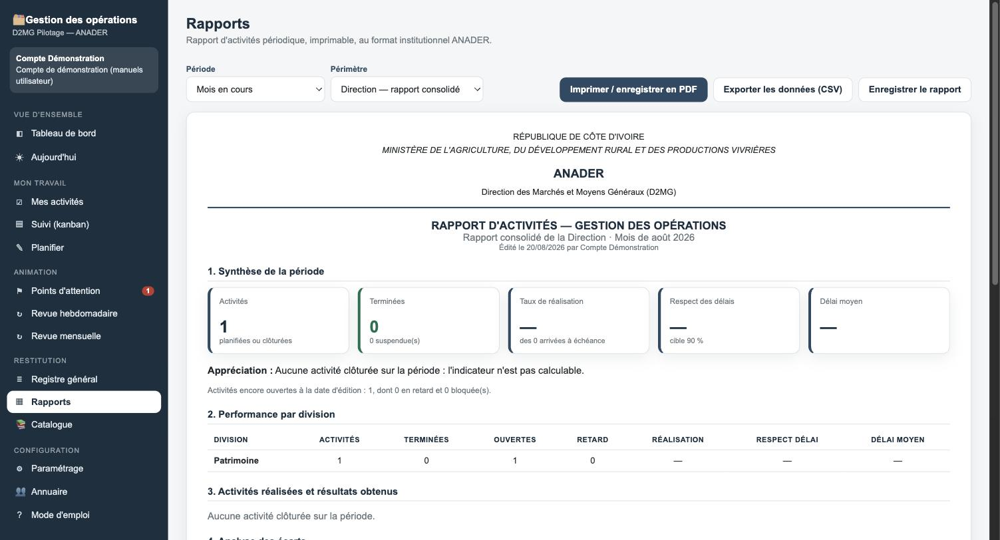 Gestion des opérations
D2MG Pilotage — ANADER
Compte Démonstration
Compte de démonstration (manuels
utilisateur)
VUE D'ENSEMBLE
Tableau de bord
Aujourd'hui
MON TRAVAIL
Mes activités
Suivi (kanban)
Planifier
ANIMATION
Points d'attention 1
Revue hebdomadaire
Revue mensuelle
RESTITUTION
Registre général
Rapports
Catalogue
CONFIGURATION
Paramétrage
Annuaire
? Mode d'emploi
Rapports
Rapport d'activités périodique, imprimable, au format institutionnel ANADER.
Période Périmètre
Mois en cours Direction — rapport consolidé Imprimer / enregistrer en PDF Exporter les données (CSV) Enregistrer le rapport
RÉPUBLIQUE DE CÔTE D'IVOIRE
MINISTÈRE DE L'AGRICULTURE, DU DÉVELOPPEMENT RURAL ET DES PRODUCTIONS VIVRIÈRES
ANADER
Direction des Marchés et Moyens Généraux (D2MG)
RAPPORT D'ACTIVITÉS — GESTION DES OPÉRATIONS
Rapport consolidé de la Direction · Mois de août 2026
Édité le 20/08/2026 par Compte Démonstration
1. Synthèse de la période
Activités Terminées Taux de réalisation Respect des délais Délai moyen
1 0 — — —
planifiées ou clôturées 0 suspendue(s) des 0 arrivées à échéance cible 90 %
Appréciation : Aucune activité clôturée sur la période : l'indicateur n'est pas calculable.
Activités encore ouvertes à la date d'édition : 1, dont 0 en retard et 0 bloquée(s).
2. Performance par division
DIVISION ACTIVITÉS TERMINÉES OUVERTES RETARD RÉALISATION RESPECT DÉLAI DÉLAI MOYEN
Patrimoine 1 0 1 0 — — —
3. Activités réalisées et résultats obtenus
Aucune activité clôturée sur la période.
4. Analyse des écarts